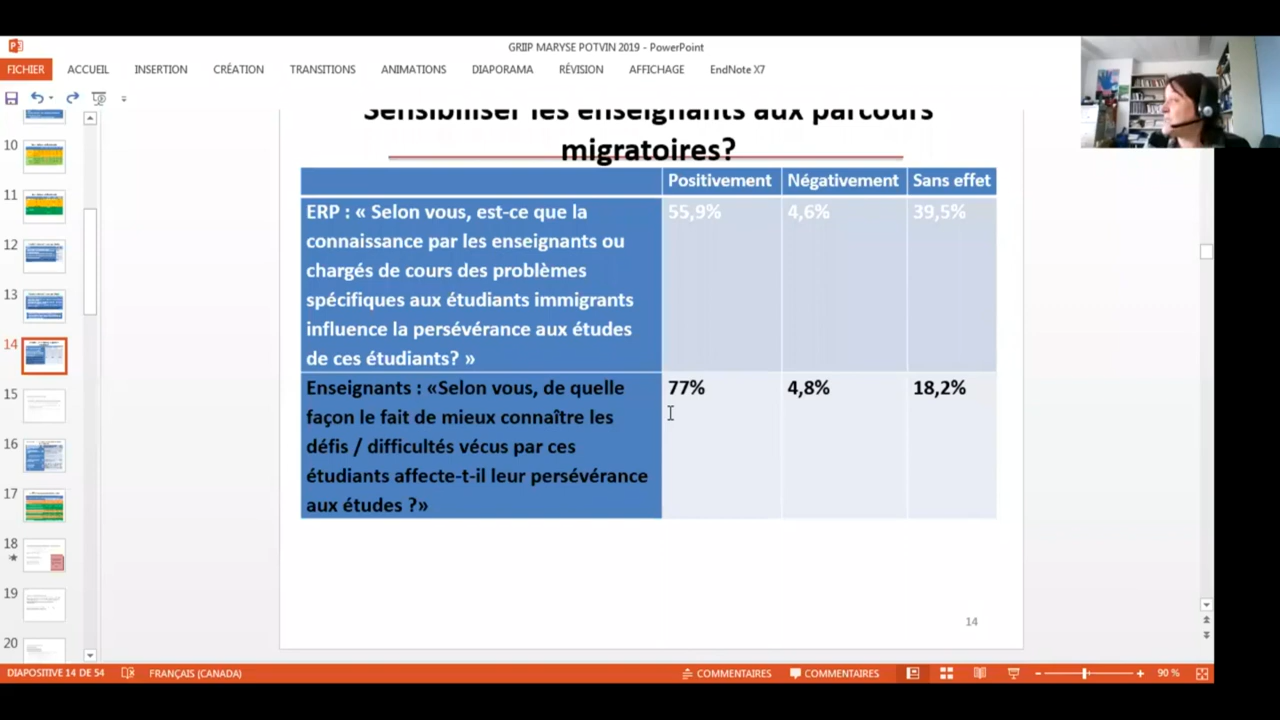 GRIIP MARYSE POTVIN 2019 - PowerPoint
FICHIER ACCUEIL INSERTION CRÉATION TRANSITIONS ANIMATIONS DIAPORAMA RÉVISION AFFICHAGE EndNote X7
Sensibiliser les enseignants aux parcours
migratoires?
Positivement Négativement Sans effet
ERP : « Selon vous, est-ce que la
connaissance par les enseignants ou
chargés de cours des problèmes
spécifiques aux étudiants immigrants
influence la persévérance aux études
de ces étudiants? »
55,9% 4,6% 39,5%
Enseignants : «Selon vous, de quelle
façon le fait de mieux connaître les
défis / difficultés vécus par ces
étudiants affecte-t-il leur persévérance
aux études ?»
77% 4,8% 18,2%
14
10
11
12
13
14
15
16
17
18
19
20
DIAPOSITIVE 14 DE 54 FRANÇAIS (CANADA) COMMENTAIRES COMMENTAIRES 90 %